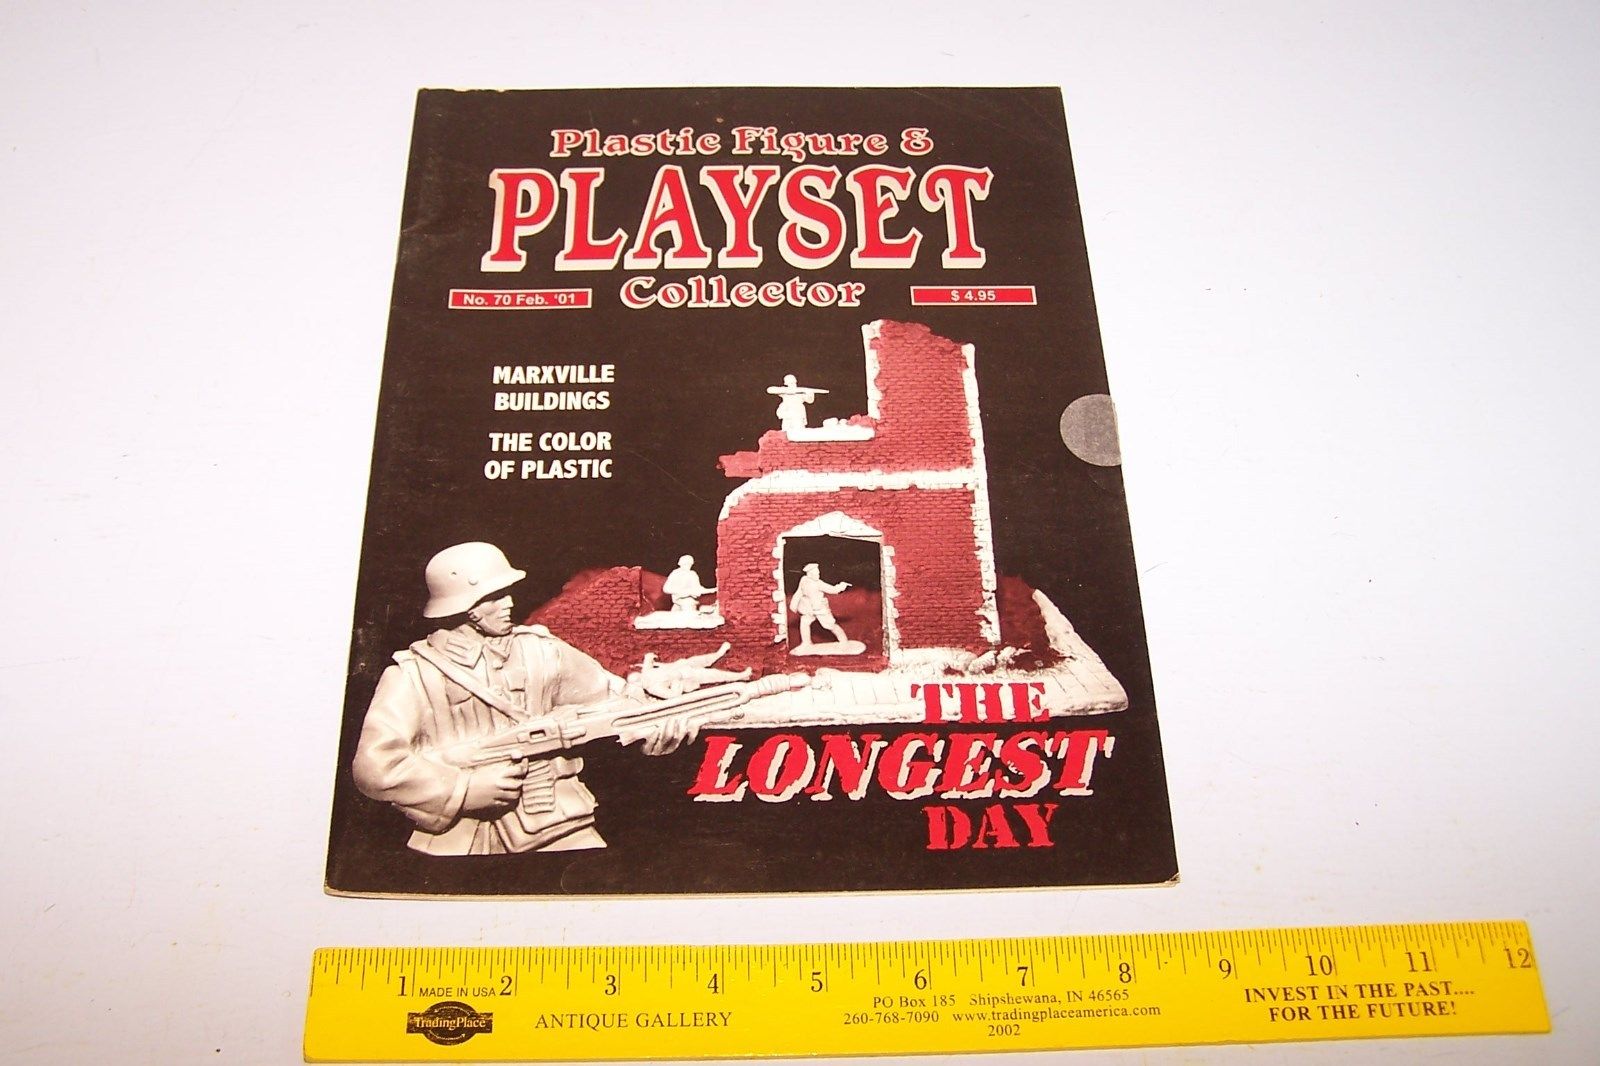 Plastic Figure &
PLAYSET
Collector
No. 70 Feb. '01
$ 4.95
MARXVILLE
BUILDINGS
THE COLOR
OF PLASTIC
THE
LONGEST
DAY
1 2 3 4 5 6 7 8 9 10 11 12
MADE IN USA
TradingPlace
ANTIQUE GALLERY
PO Box 185 Shipshewana, IN 46565
260-768-7090 www.tradingplaceamerica.com
2002
INVEST IN THE PAST....
FOR THE FUTURE!